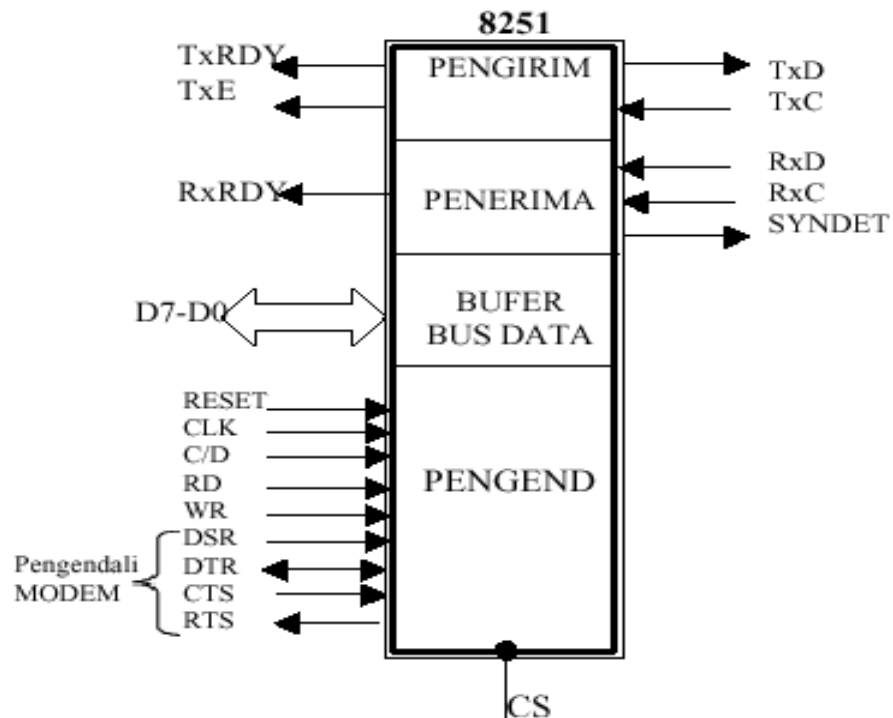 8251
TxRDY
TxE
PENGIRIM
TxD
TxC
RxRDY
PENERIMA
RxD
RxC
SYNDET
D7-D0
BUFER
BUS DATA
RESET
CLK
C/D
RD
WR
DSR
DTR
CTS
RTS
Pengendali
MODEM
PENGEND
CS